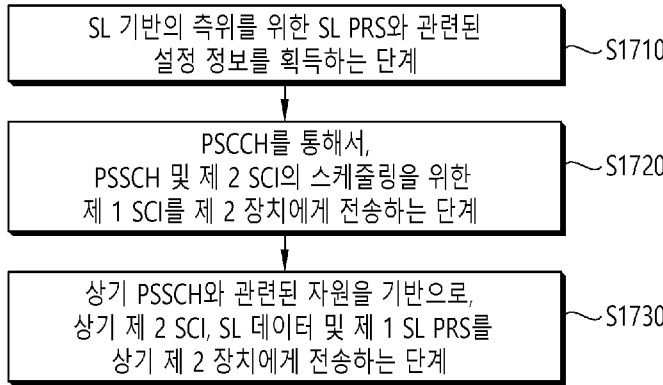 SL 기반의 측위를 위한 SL PRS와 관련된
설정 정보를 획득하는 단계
S1710
PSCCH를 통해서,
PSSCH 및 제 2 SCI의 스케줄링을 위한
제 1 SCI를 제 2 장치에게 전송하는 단계
S1720
상기 PSSCH와 관련된 자원을 기반으로,
상기 제 2 SCI, SL 데이터 및 제 1 SL PRS를
상기 제 2 장치에게 전송하는 단계
S1730